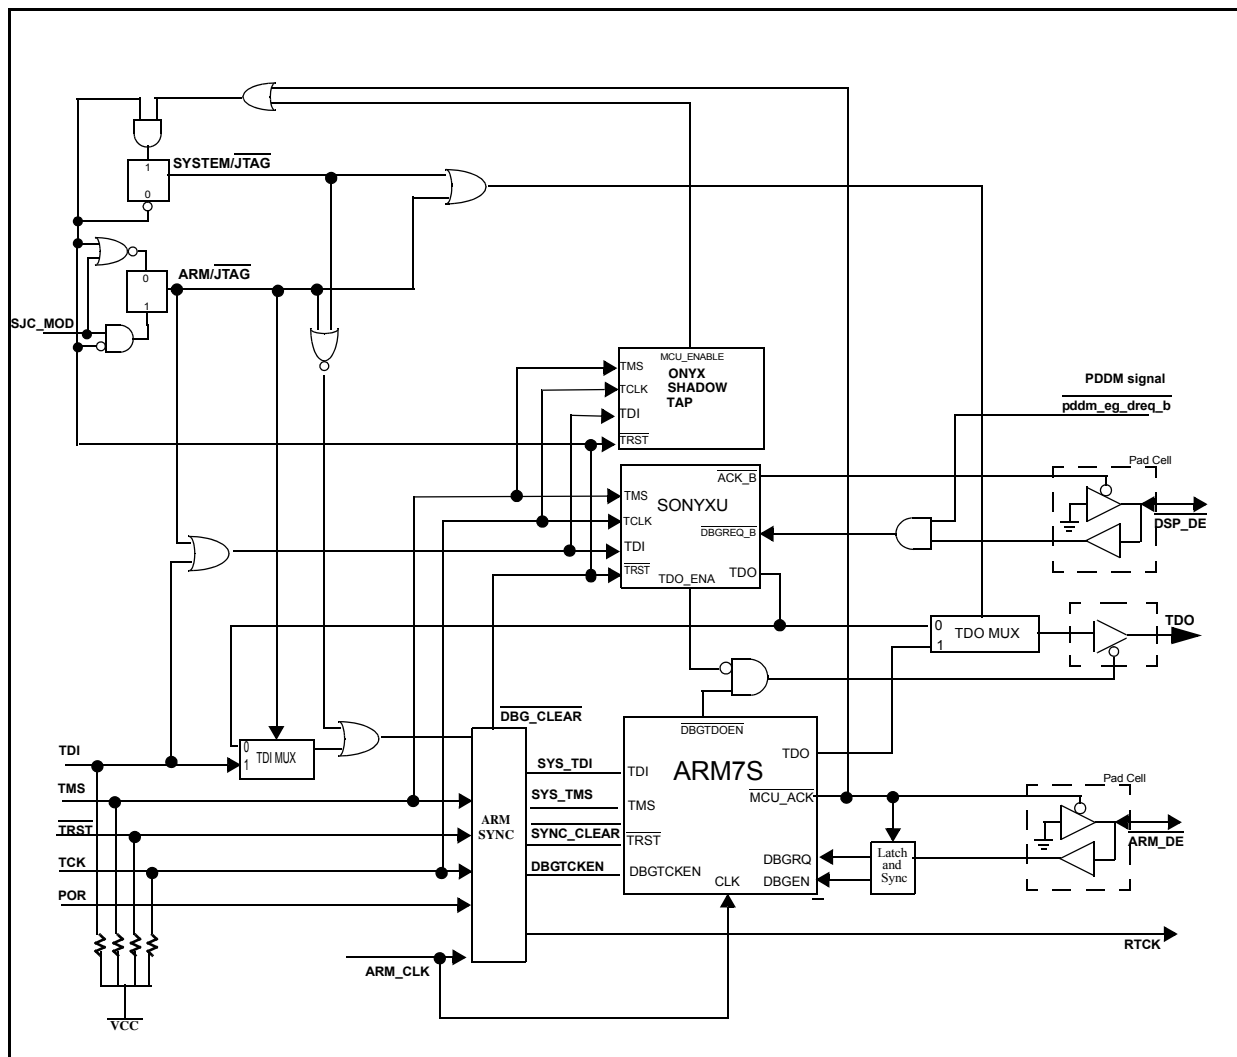 SYSTEM/JTAG
1
0
ARM/JTAG
0
1
SJC_MOD
MCU_ENABLE
ONYX
SHADOW
TAP
TMS
TCLK
TDI
TRST
PDDM signal
pddm_eg_dreq_b
Pad Cell
ACK_B
SONYXU
TMS
TCLK
DBGREQ_B
TDI
TRST
TDO_ENA
TDO
DSP_DE
TDO
0
1
TDO MUX
DBG_CLEAR
DBGTDOEN
TDI
0
1
TDI MUX
SYS_TDI
TDI
ARM7S
TDO
TMS
SYS_TMS
TMS
MCU_ACK
Pad Cell
ARM
SYNC
TRST
SYNC_CLEAR
TRST
ARM_DE
TCK
DBGTCKEN
DBGTCKEN
CLK
DBGRQ
DBGEN
Latch
and
Sync
POR
RTCK
ARM_CLK
VCC